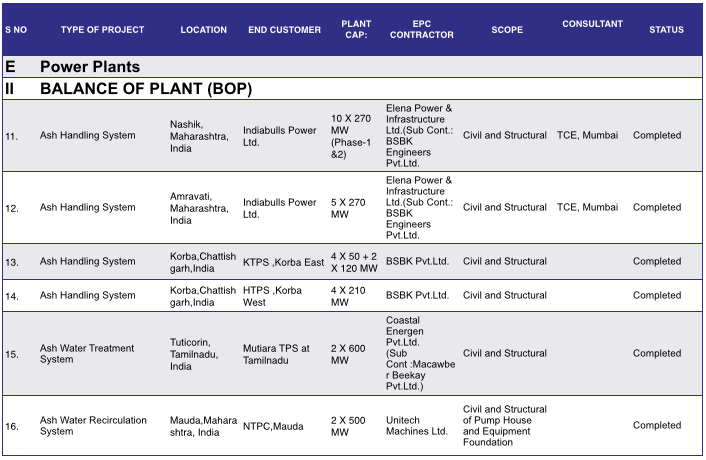 S NO TYPE OF PROJECT LOCATION END CUSTOMER PLANT CAP: EPC CONTRACTOR SCOPE CONSULTANT STATUS
E Power Plants
II BALANCE OF PLANT (BOP)
11. Ash Handling System
Nashik,
Maharashtra,
India
Indiabulls Power
Ltd.
10 X 270
MW
(Phase-1
&2)
Elena Power &
Infrastructure
Ltd.(Sub Cont.:
BSBK
Engineers
Pvt.Ltd.
Civil and Structural
TCE, Mumbai
Completed
12. Ash Handling System
Amravati,
Maharashtra,
India
Indiabulls Power
Ltd.
5 X 270
MW
Elena Power &
Infrastructure
Ltd.(Sub Cont.:
BSBK
Engineers
Pvt.Ltd.
Civil and Structural
TCE, Mumbai
Completed
13. Ash Handling System
Korba,Chattish
garh,India
KTPS ,Korba East
4 X 50 + 2
X 120 MW
BSBK Pvt.Ltd.
Civil and Structural
Completed
14. Ash Handling System
Korba,Chattish
garh,India
HTPS ,Korba
West
4 X 210
MW
BSBK Pvt.Ltd.
Civil and Structural
Completed
15. Ash Water Treatment
System
Tuticorin,
Tamilnadu,
India
Mutiara TPS at
Tamilnadu
2 X 600
MW
Coastal
Energen
Pvt.Ltd.
(Sub
Cont :Macawbe
r Beekay
Pvt.Ltd.)
Civil and Structural
Completed
16. Ash Water Recirculation
System
Mauda,Mahara
shtra, India
NTPC,Mauda
2 X 500
MW
Unitech
Machines Ltd.
Civil and Structural
of Pump House
and Equipment
Foundation
Completed